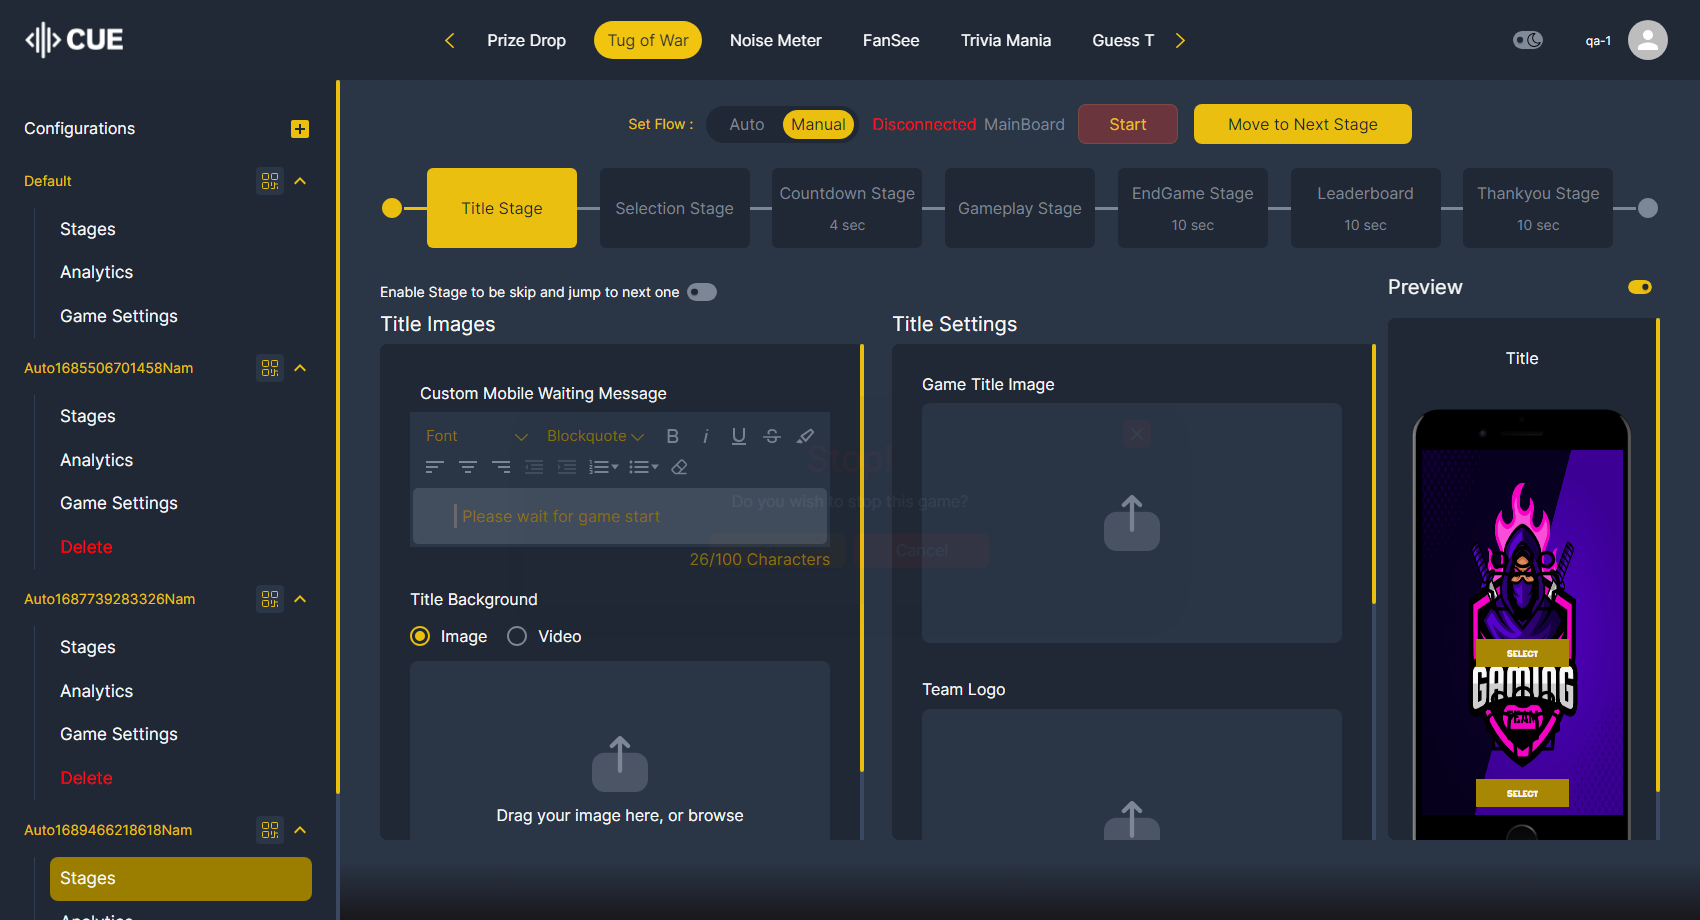 CUE
Prize Drop
Tug of War
Noise Meter
FanSee
Trivia Mania
Guess T
qa-1
Configurations
Default
Stages
Analytics
Game Settings
Auto1685506701458Nam
Stages
Analytics
Game Settings
Delete
Auto1687739283326Nam
Stages
Analytics
Game Settings
Delete
Auto1689466218618Nam
Stages
Analytics
Set Flow :
Auto
Manual
Disconnected MainBoard
Start
Move to Next Stage
Title Stage
Selection Stage
Countdown Stage
4 sec
Gameplay Stage
EndGame Stage
10 sec
Leaderboard
10 sec
Thankyou Stage
10 sec
Enable Stage to be skip and jump to next one
Title Images
Custom Mobile Waiting Message
Font
Blockquote
Please wait for game start
26/100 Characters
Title Background
Image
Video
Drag your image here, or browse
Stop!
Do you wish to stop this game?
Cancel
Title Settings
Game Title Image
Team Logo
Preview
Title
SELECT
GAMING
TEAM
SELECT